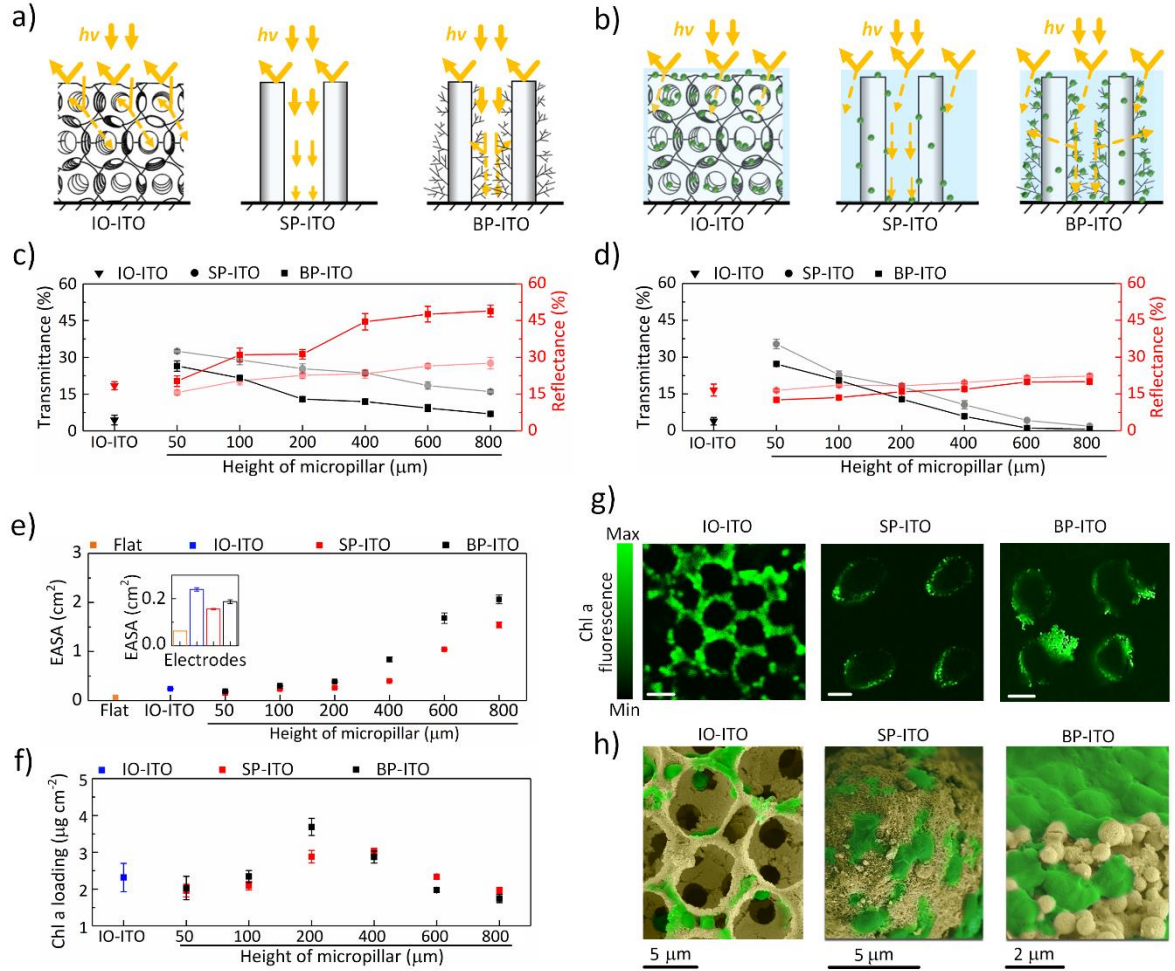 a)
hv hv hv
IO-ITO SP-ITO BP-ITO
b)
hv hv hv
IO-ITO SP-ITO BP-ITO
c)
IO-ITO SP-ITO BP-ITO
Transmittance (%)
60
45
30
15
0
Reflectance (%)
60
45
30
15
0
IO-ITO 50 100 200 400 600 800
Height of micropillar (μm)
d)
IO-ITO SP-ITO BP-ITO
Transmittance (%)
60
45
30
15
0
Reflectance (%)
60
45
30
15
0
IO-ITO 50 100 200 400 600 800
Height of micropillar (μm)
e)
Flat IO-ITO SP-ITO BP-ITO
EASA (cm2)
3
2
1
0
EASA (cm2)
0.2
0.0
Electrodes
Flat IO-ITO 50 100 200 400 600 800
Height of micropillar (μm)
f)
IO-ITO SP-ITO BP-ITO
Chl a loading (μg cm-2)
5
4
3
2
1
IO-ITO 50 100 200 400 600 800
Height of micropillar (μm)
g)
Max
Chl a
fluorescence
Min
IO-ITO SP-ITO BP-ITO
h)
IO-ITO SP-ITO BP-ITO
5 μm 5 μm 2 μm